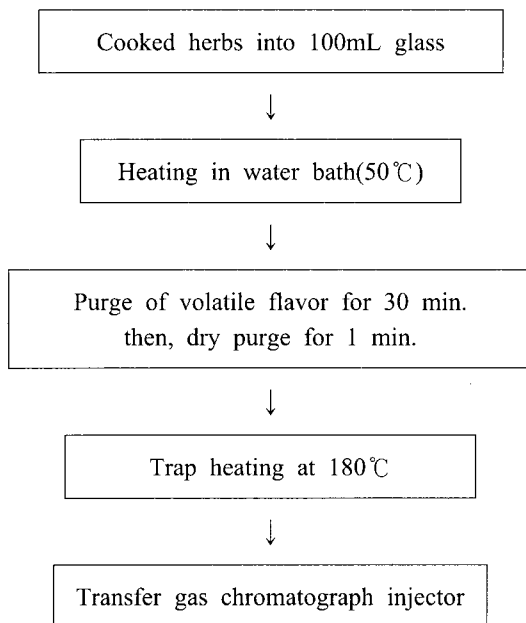 Cooked herbs into 100mL glass
↓
Heating in water bath(50℃)
↓
Purge of volatile flavor for 30 min.
then, dry purge for 1 min.
↓
Trap heating at 180℃
↓
Transfer gas chromatograph injector